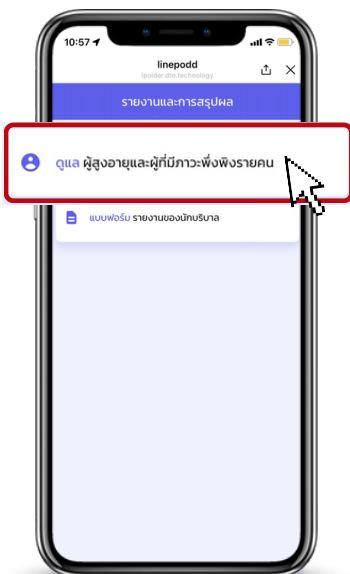 10:57
linepodd
lpolder.dto.technology
รายงานและการสรุปผล
ดูแล ผู้สูงอายุและผู้ที่มีภาวะพึ่งพิงรายคน
แบบฟอร์ม รายงานของนักบริบาล